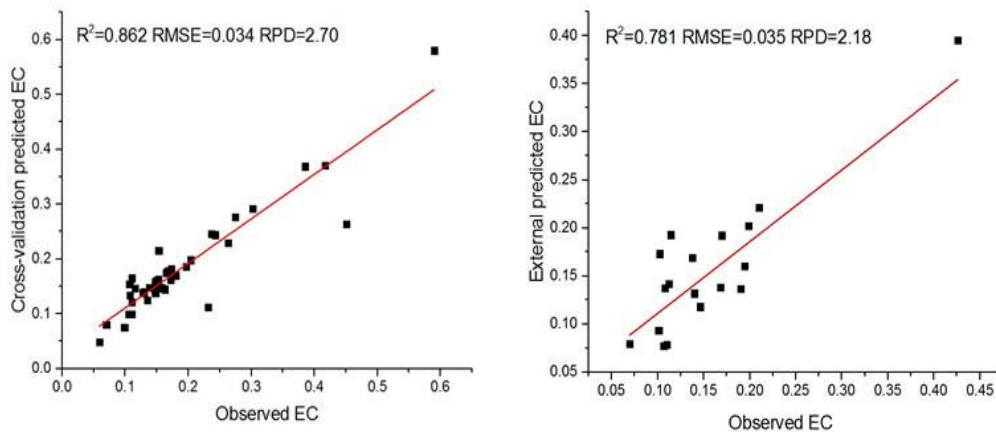 R²=0.862 RMSE=0.034 RPD=2.70
Cross-validation predicted EC
0.6
0.5
0.4
0.3
0.2
0.1
0.0
0.0 0.1 0.2 0.3 0.4 0.5 0.6
Observed EC
R²=0.781 RMSE=0.035 RPD=2.18
External predicted EC
0.40
0.35
0.30
0.25
0.20
0.15
0.10
0.05
0.05 0.10 0.15 0.20 0.25 0.30 0.35 0.40 0.45
Observed EC